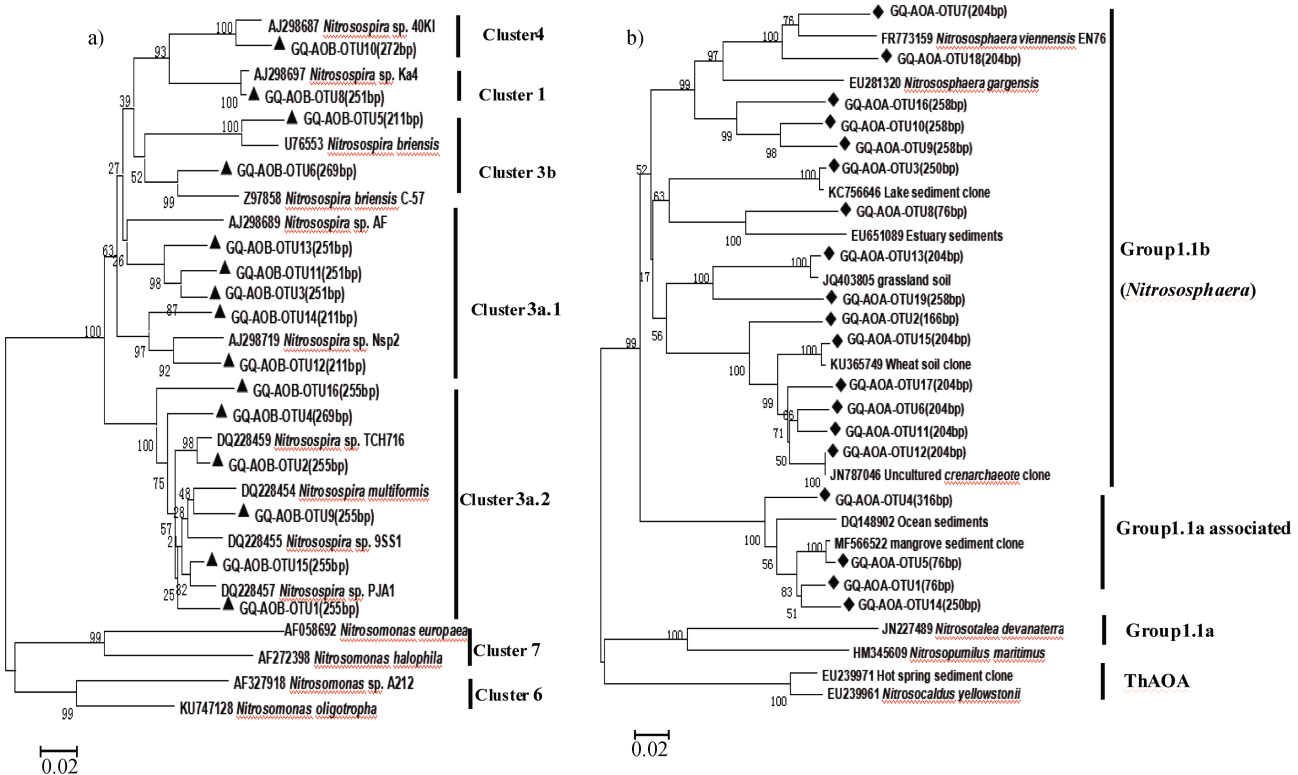 a)
100
AJ298687 Nitrosospira sp. 40KI
GQ-AOB-OTU10(272bp)
Cluster4
93
AJ298697 Nitrosospira sp. Ka4
100
GQ-AOB-OTU8(251bp)
Cluster 1
39
GQ-AOB-OTU5(211bp)
100
U76553 Nitrospira briensis
52
GQ-AOB-OTU6(269bp)
99
Z97858 Nitrosospira briensis C-57
Cluster 3b
27
AJ298689 Nitrosospira sp. AF
63
26
GQ-AOB-OTU13(251bp)
GQ-AOB-OTU11(251bp)
98
GQ-AOB-OTU3(251bp)
87
GQ-AOB-OTU14(211bp)
97
AJ298719 Nitrosospira sp. Nsp2
92
GQ-AOB-OTU12(211bp)
Cluster 3a.1
100
GQ-AOB-OTU16(255bp)
GQ-AOB-OTU4(269bp)
100
98
DQ228459 Nitrosospira sp. TCH716
GQ-AOB-OTU2(255bp)
75
48
DQ228454 Nitrosospira multiformis
28
GQ-AOB-OTU9(255bp)
57
DQ228455 Nitrosospira sp. 9SS1
GQ-AOB-OTU15(255bp)
82
DQ228457 Nitrosospira sp. PJA1
25
GQ-AOB-OTU1(255bp)
Cluster 3a.2
99
AF058692 Nitrosomonas europaea
AF272398 Nitrosomonas halophila
Cluster 7
AF327918 Nitrosomonas sp. A212
99
KU747128 Nitrosomonas oligotropha
Cluster 6
0.02
b)
76
GQ-AOA-OTU7(204bp)
100
FR773159 Nitrososphaera viennensis EN76
97
GQ-AOA-OTU18(204bp)
99
EU281320 Nitrososphaera gargensis
GQ-AOA-OTU16(258bp)
99
GQ-AOA-OTU10(258bp)
98
GQ-AOA-OTU9(258bp)
52
GQ-AOA-OTU3(250bp)
100
KC756646 Lake sediment clone
63
GQ-AOA-OTU8(76bp)
100
EU651089 Estuary sediments
17
GQ-AOA-OTU13(204bp)
100
JQ403805 grassland soil
100
GQ-AOA-OTU19(258bp)
56
GQ-AOA-OTU2(166bp)
GQ-AOA-OTU15(204bp)
100
KU365749 Wheat soil clone
100
GQ-AOA-OTU17(204bp)
99
GQ-AOA-OTU6(204bp)
71
GQ-AOA-OTU11(204bp)
50
GQ-AOA-OTU12(204bp)
100
JN787046 Uncultured crenarchaeote clone
Group1.1b
(Nitrososphaera)
99
GQ-AOA-OTU4(316bp)
100
DQ148902 Ocean sediments
100
MF566522 mangrove sediment clone
56
GQ-AOA-OTU5(76bp)
83
GQ-AOA-OTU1(76bp)
51
GQ-AOA-OTU14(250bp)
Group1.1a associated
100
JN227489 Nitrosotalea devanaterra
HM345609 Nitrosopumilus maritimus
Group1.1a
EU239971 Hot spring sediment clone
100
EU239961 Nitrosocaldus yellowstonii
ThAOA
0.02